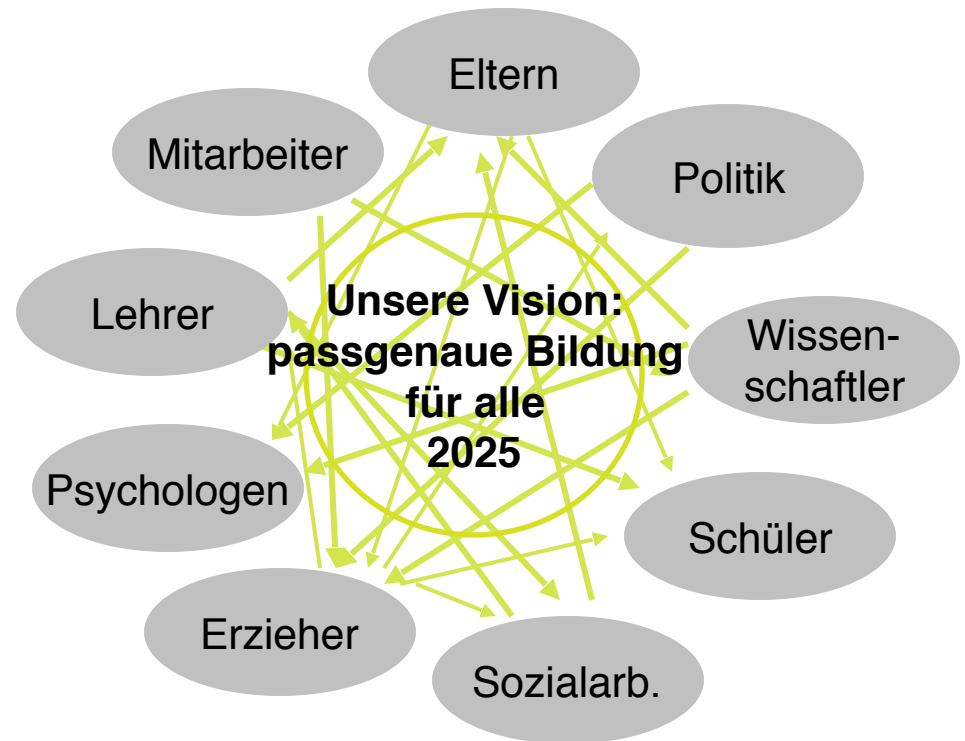 Eltern
Mitarbeiter
Politik
Lehrer
Unsere Vision:
passgenaue Bildung
für alle
2025
Wissen-
schaftler
Psychologen
Schüler
Erzieher
Sozialarb.